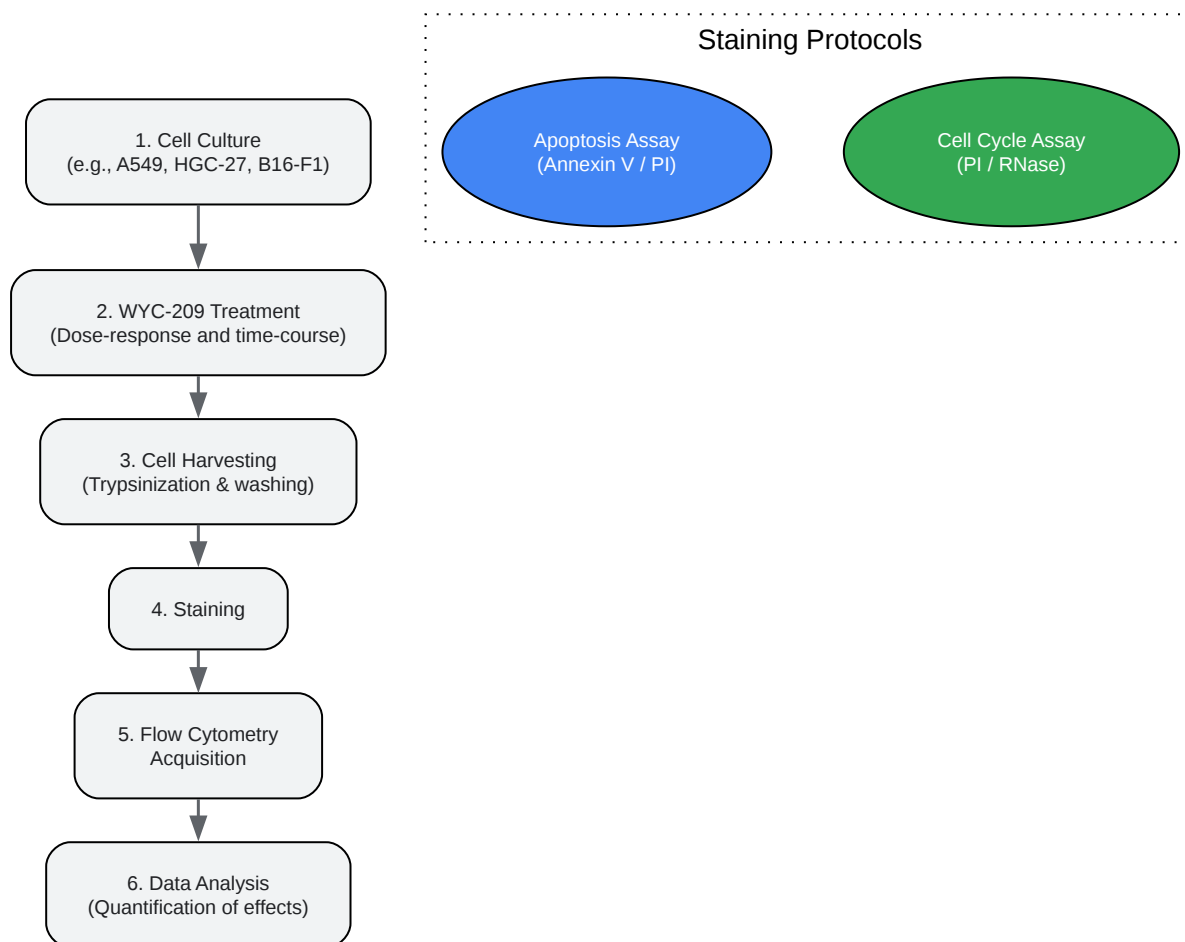 Staining Protocols
1. Cell Culture
(e.g., A549, HGC-27, B16-F1)
Apoptosis Assay
(Annexin V / PI)
Cell Cycle Assay
(PI / RNase)
2. WYC-209 Treatment
(Dose-response and time-course)
3. Cell Harvesting
(Trypsinization & washing)
4. Staining
5. Flow Cytometry
Acquisition
6. Data Analysis
(Quantification of effects)